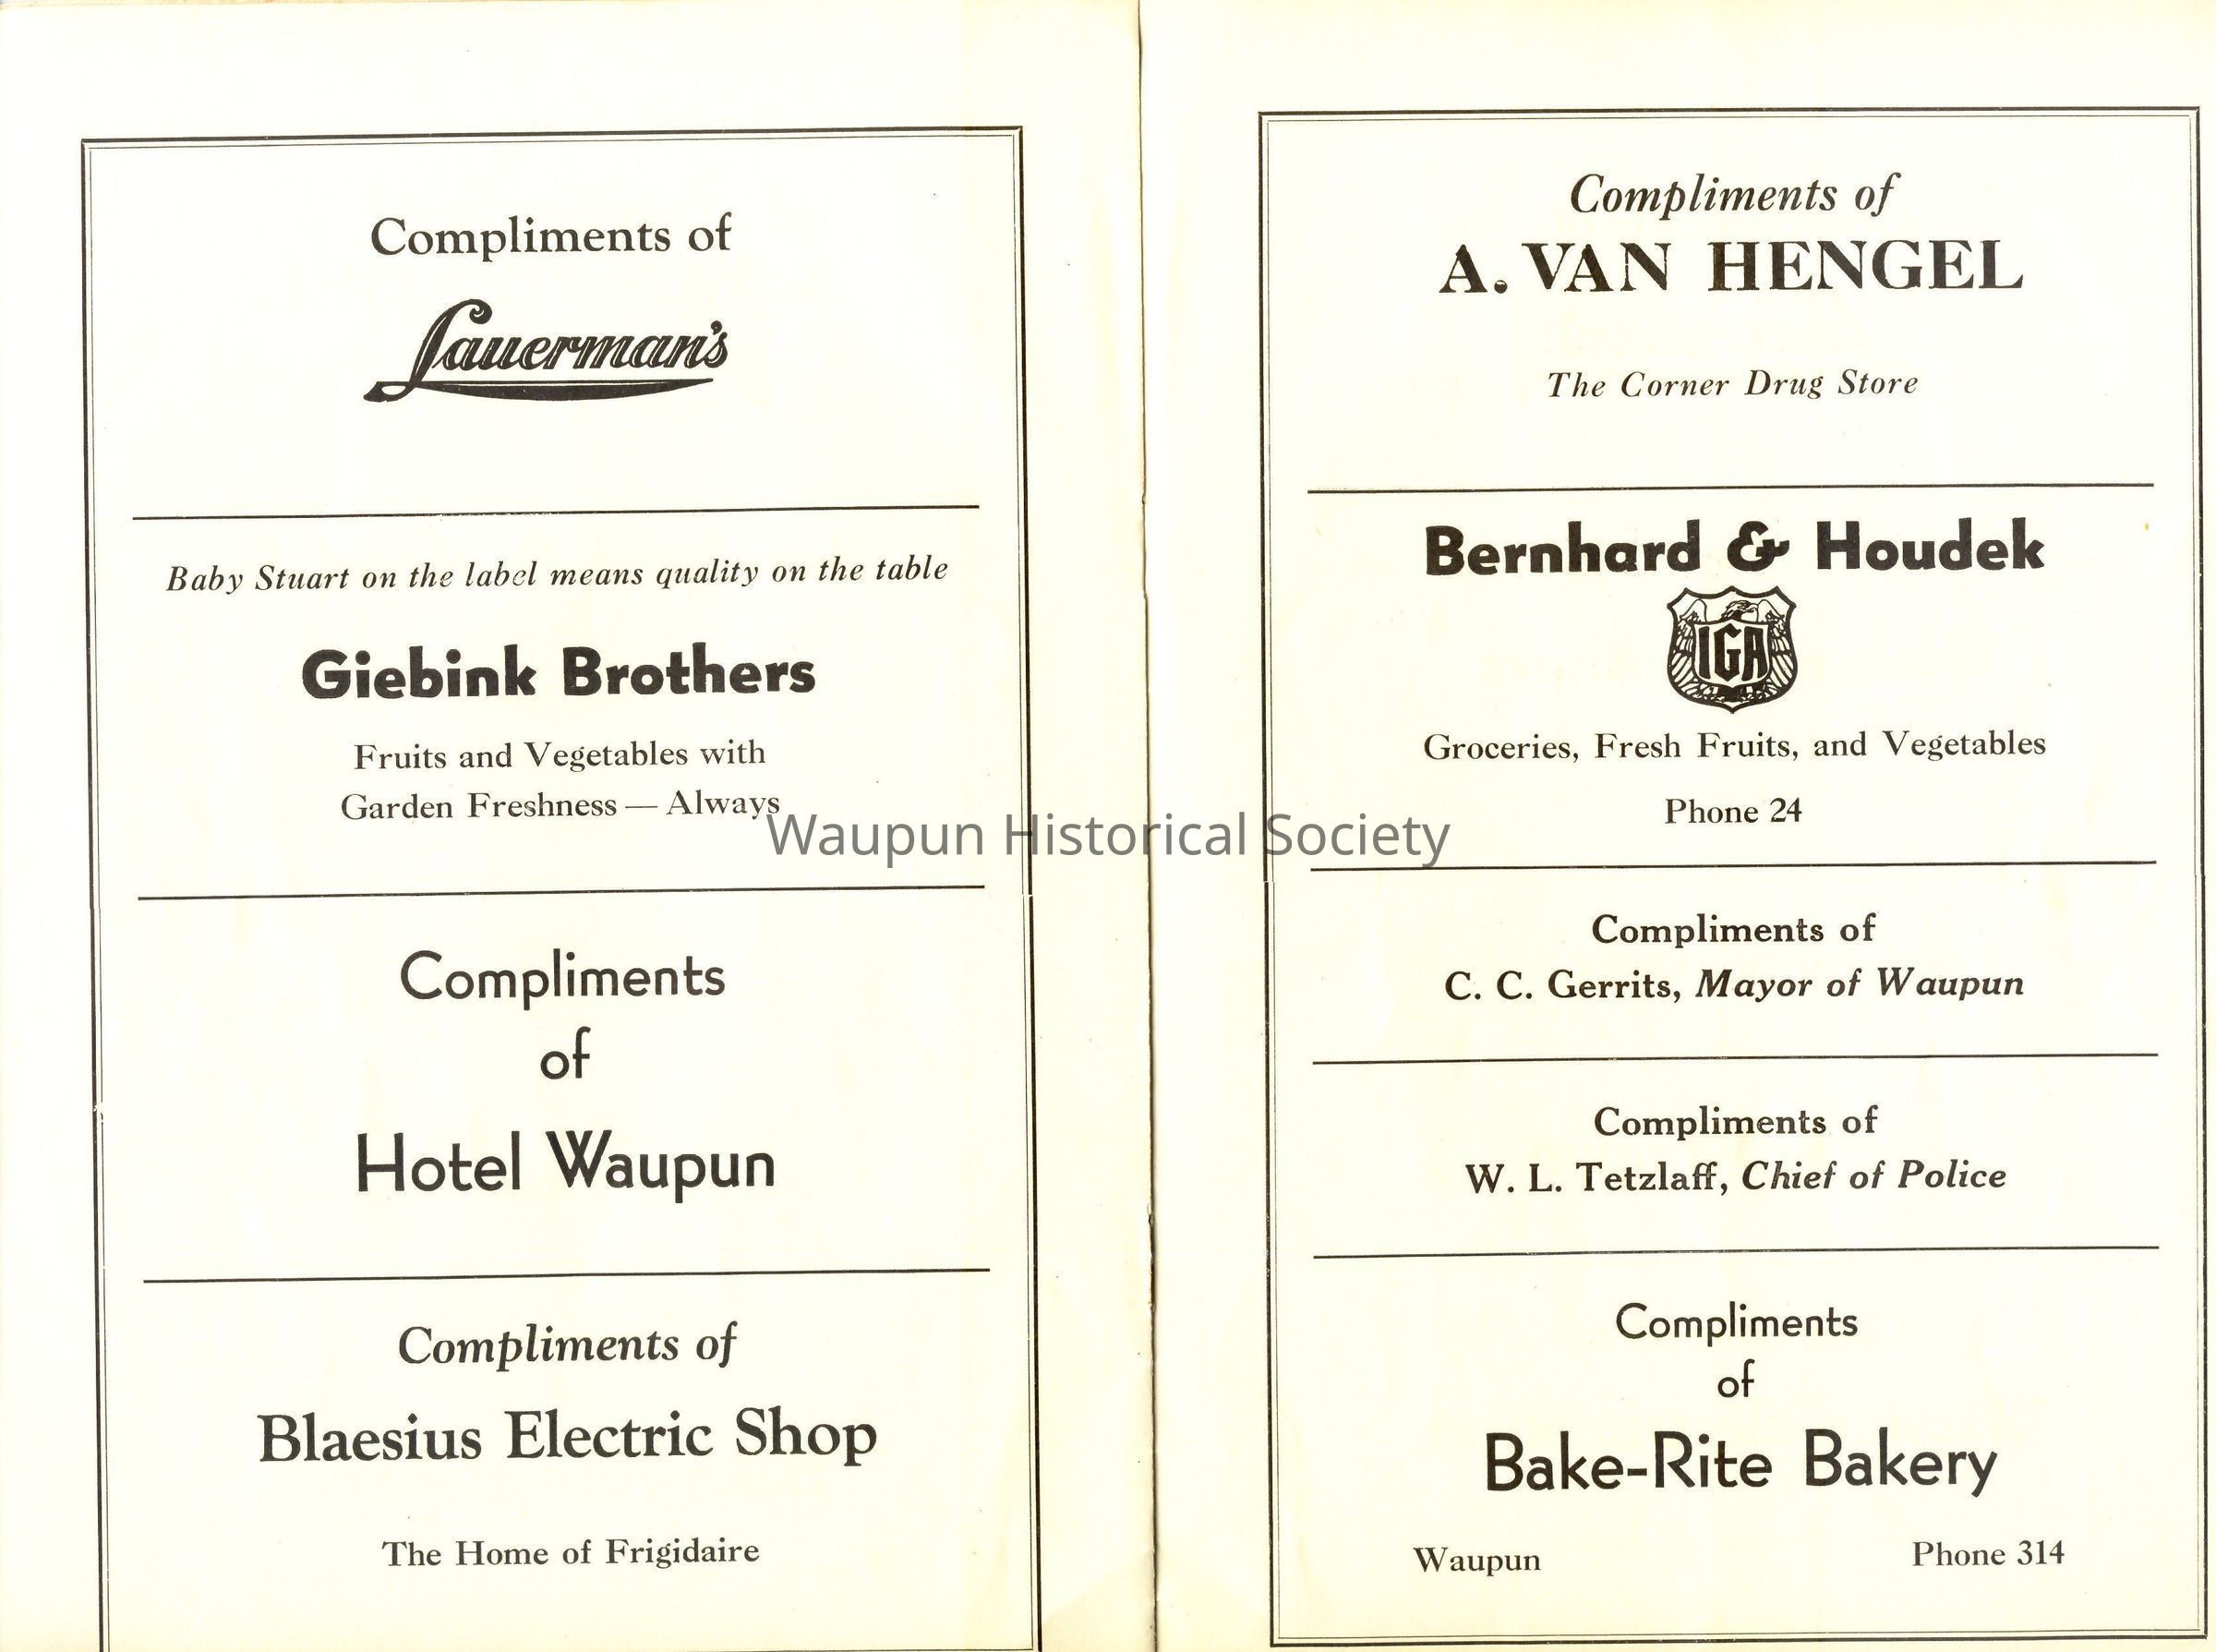 Compliments of
Lauerman's
Baby Stuart on the label means quality on the table
Giebink Brothers
Fruits and Vegetables with
Garden Freshness — Always
Compliments
of
Hotel Waupun
Compliments of
Blaesius Electric Shop
The Home of Frigidaire
Compliments of
A. VAN HENGEL
The Corner Drug Store
Bernhard & Houdek
IGA
Groceries, Fresh Fruits, and Vegetables
Phone 24
Compliments of
C. C. Gerrits, Mayor of Waupun
Compliments of
W. L. Tetzlaff, Chief of Police
Compliments
of
Bake-Rite Bakery
Waupun Phone 314
Waupun Historical Society